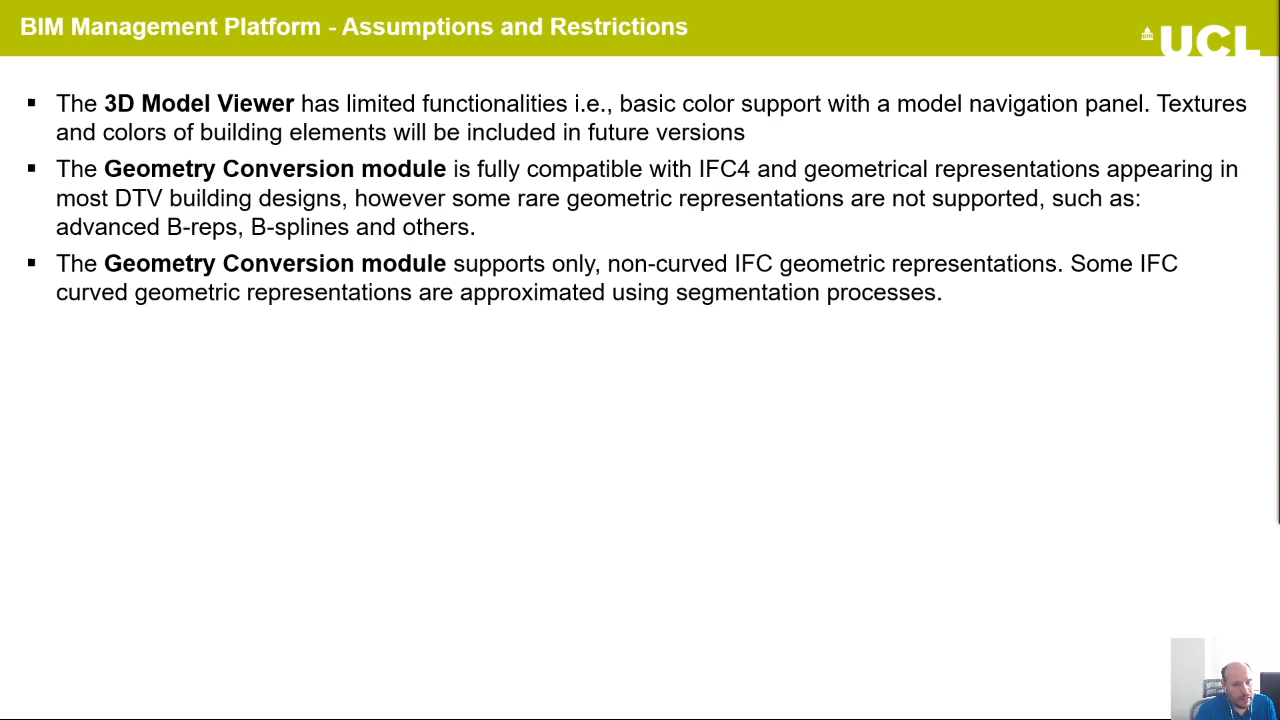 BIM Management Platform - Assumptions and Restrictions
UCL
▪ The 3D Model Viewer has limited functionalities i.e., basic color support with a model navigation panel. Textures
and colors of building elements will be included in future versions
▪ The Geometry Conversion module is fully compatible with IFC4 and geometrical representations appearing in
most DTV building designs, however some rare geometric representations are not supported, such as:
advanced B-reps, B-splines and others.
▪ The Geometry Conversion module supports only, non-curved IFC geometric representations. Some IFC
curved geometric representations are approximated using segmentation processes.